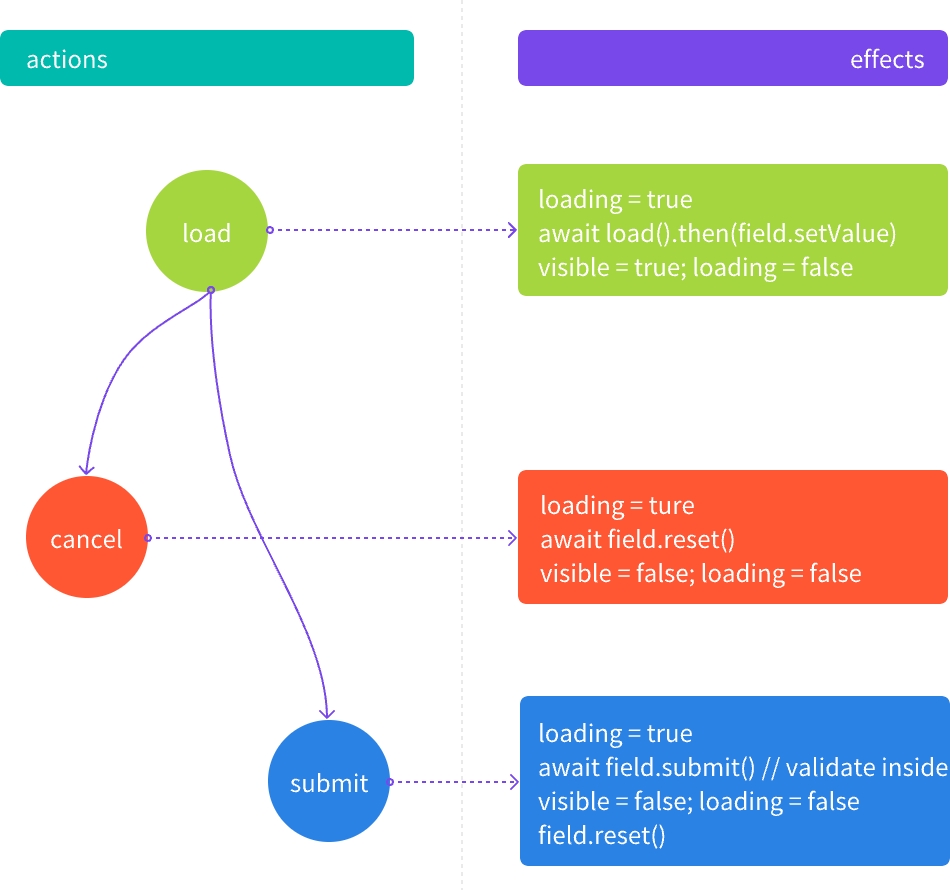 actions
effects
load
loading = true
await load().then(field.setValue)
visible = true; loading = false
cancel
loading = ture
await field.reset()
visible = false; loading = false
submit
loading = true
await field.submit() // validate inside
visible = false; loading = false
field.reset()